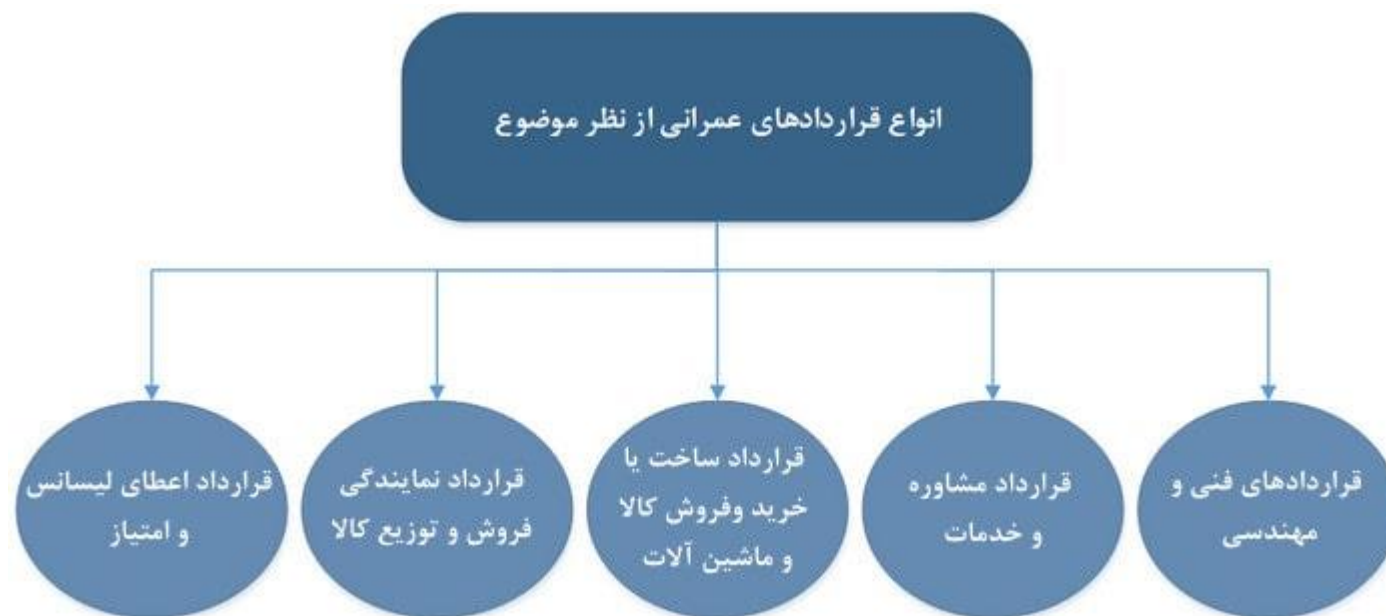 انواع قراردادهای عمرانی از نظر موضوع
قراردادهای فنی و
مهندسی
قرارداد مشاوره
و خدمات
قرارداد ساخت یا
خرید وفروش کالا
و ماشین آلات
قرارداد نمایندگی
فروش و توزیع کالا
قرارداد اعطای لیسانس
و امتیاز